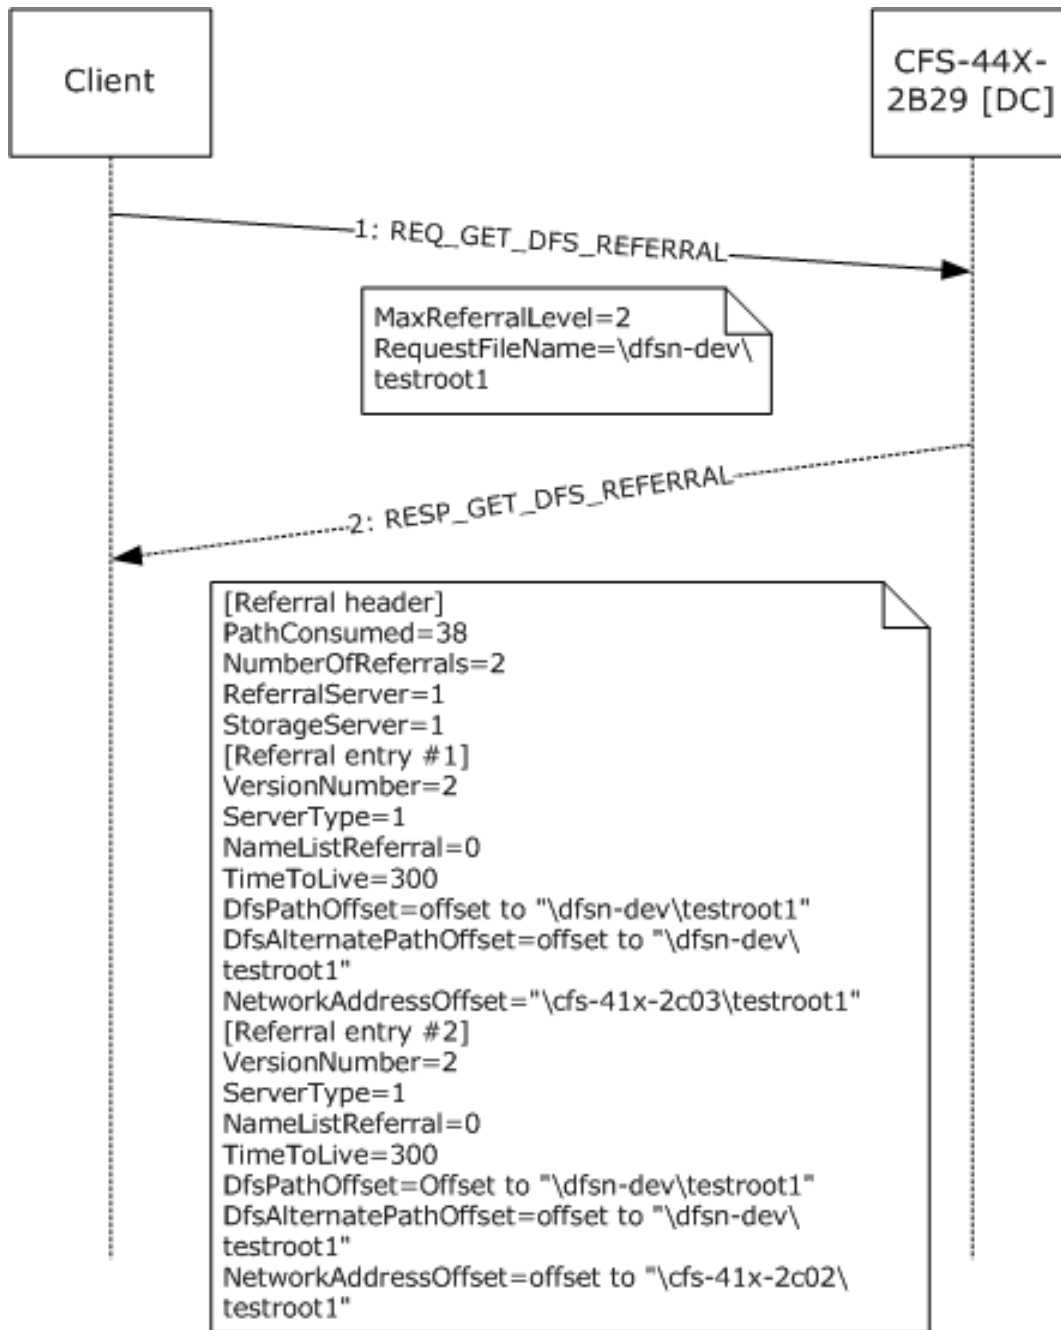 Client
CFS-44X-
2B29 [DC]
1: REQ_GET_DFS_REFERRAL
MaxReferralLevel=2
RequestFileName=\dfsn-dev\
testroot1
2: RESP_GET_DFS_REFERRAL
[Referral header]
PathConsumed=38
NumberOfReferrals=2
ReferralServer=1
StorageServer=1
[Referral entry #1]
VersionNumber=2
ServerType=1
NameListReferral=0
TimeToLive=300
DfsPathOffset=offset to "\dfsn-dev\testroot1"
DfsAlternatePathOffset=offset to "\dfsn-dev\
testroot1"
NetworkAddressOffset="\cfs-41x-2c03\testroot1"
[Referral entry #2]
VersionNumber=2
ServerType=1
NameListReferral=0
TimeToLive=300
DfsPathOffset=Offset to "\dfsn-dev\testroot1"
DfsAlternatePathOffset=offset to "\dfsn-dev\
testroot1"
NetworkAddressOffset=offset to "\cfs-41x-2c02\
testroot1"